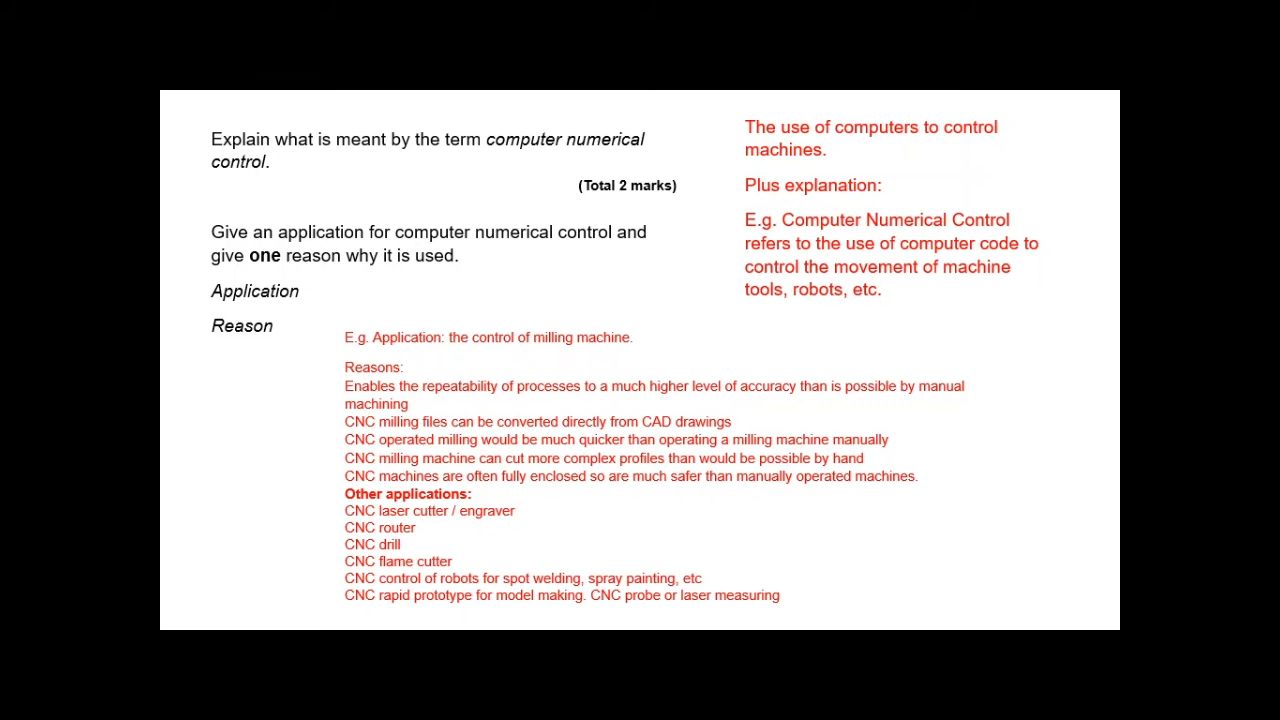 Explain what is meant by the term computer numerical
control.
(Total 2 marks)
Give an application for computer numerical control and
give one reason why it is used.
Application
Reason
The use of computers to control
machines.
Plus explanation:
E.g. Computer Numerical Control
refers to the use of computer code to
control the movement of machine
tools, robots, etc.
E.g. Application: the control of milling machine.
Reasons:
Enables the repeatability of processes to a much higher level of accuracy than is possible by manual
machining
CNC milling files can be converted directly from CAD drawings
CNC operated milling would be much quicker than operating a milling machine manually
CNC milling machine can cut more complex profiles than would be possible by hand
CNC machines are often fully enclosed so are much safer than manually operated machines.
Other applications:
CNC laser cutter / engraver
CNC router
CNC drill
CNC flame cutter
CNC control of robots for spot welding, spray painting, etc
CNC rapid prototype for model making. CNC probe or laser measuring